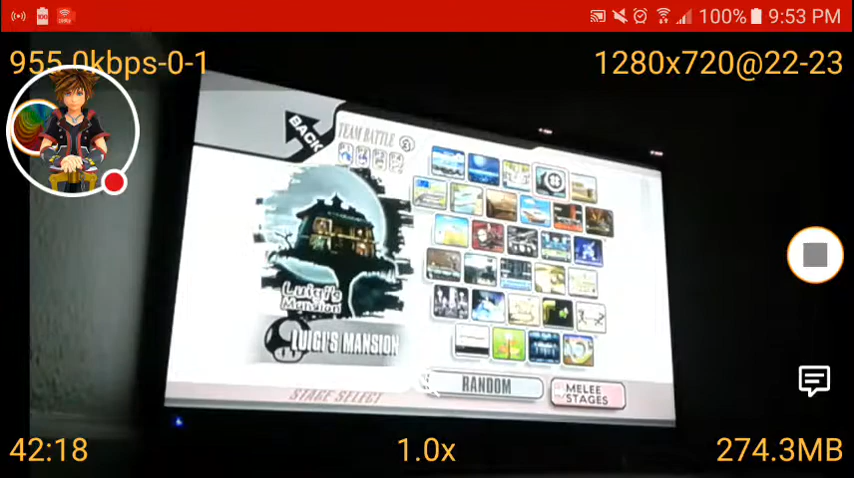 100% 9:53 PM
955.0kbps-0-1
1280x720@22-23
BACK
TEAM BATTLE
Luigi's
Mansion
LUIGI'S MANSION
RANDOM
MELEE
STAGES
STAGE SELECT
42:18
1.0x
274.3MB